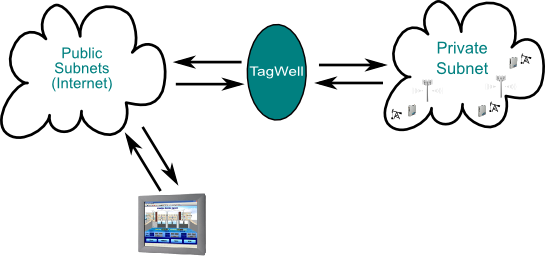 Public
Subnets
(Internet)
TagWell
Private
Subnet